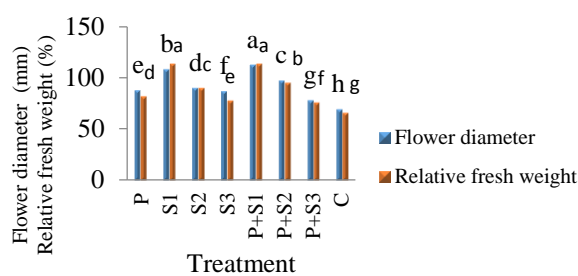 Flower diameter (mm)
Relative fresh weight (%)
150
100
50
0
e d
b a
d c
f e
a a
c b
g f
h g
P
S1
S2
S3
P+S1
P+S2
P+S3
C
Treatment
Flower diameter
Relative fresh weight